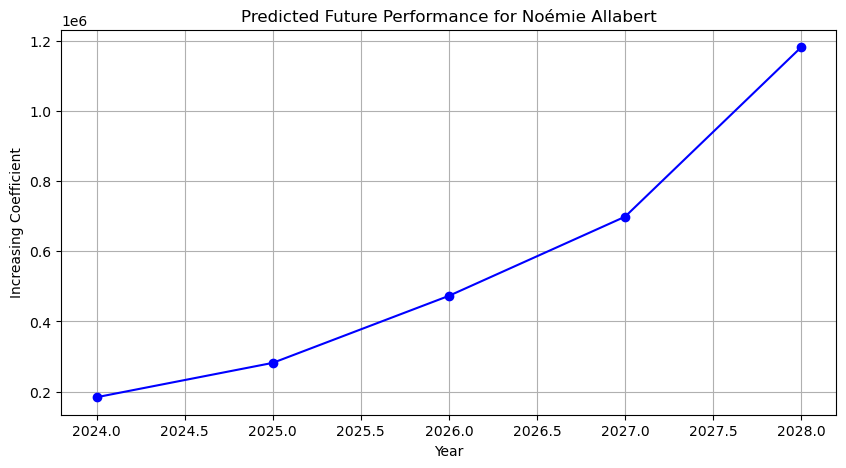 Predicted Future Performance for Noémie Allabert
1e6
1.2
1.0
0.8
0.6
0.4
0.2
Increasing Coefficient
2024.0 2024.5 2025.0 2025.5 2026.0 2026.5 2027.0 2027.5 2028.0
Year